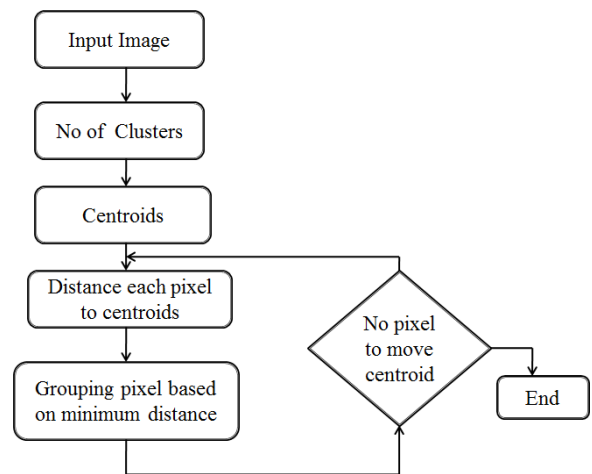 Input Image
No of Clusters
Centroids
Distance each pixel
to centroids
Grouping pixel based
on minimum distance
No pixel
to move
centroid
End